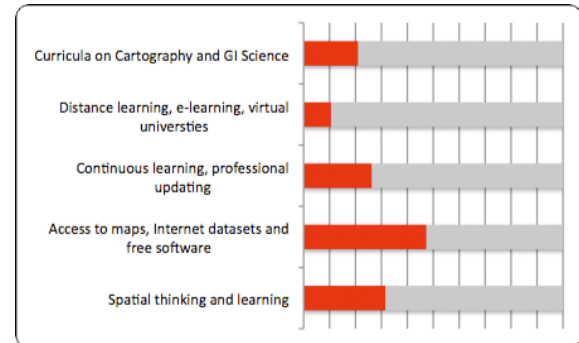 Curricula on Cartography and GI Science
Distance learning, e-learning, virtual
universties
Continuous learning, professional
updating
Access to maps, Internet datasets and
free software
Spatial thinking and learning